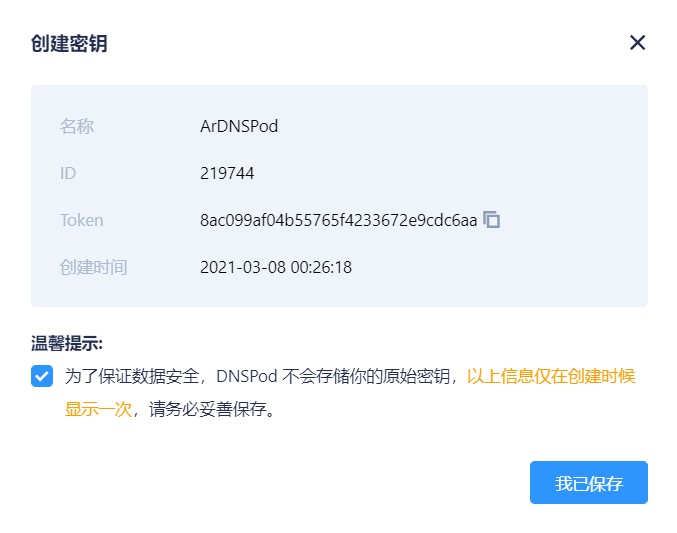 创建密钥
名称 ArDNSPod
ID 219744
Token 8ac099af04b55765f4233672e9cdc6aa
创建时间 2021-03-08 00:26:18
温馨提示:
为了保证数据安全，DNSPod 不会存储你的原始密钥，以上信息仅在创建时候
显示一次，请务必妥善保存。
我已保存